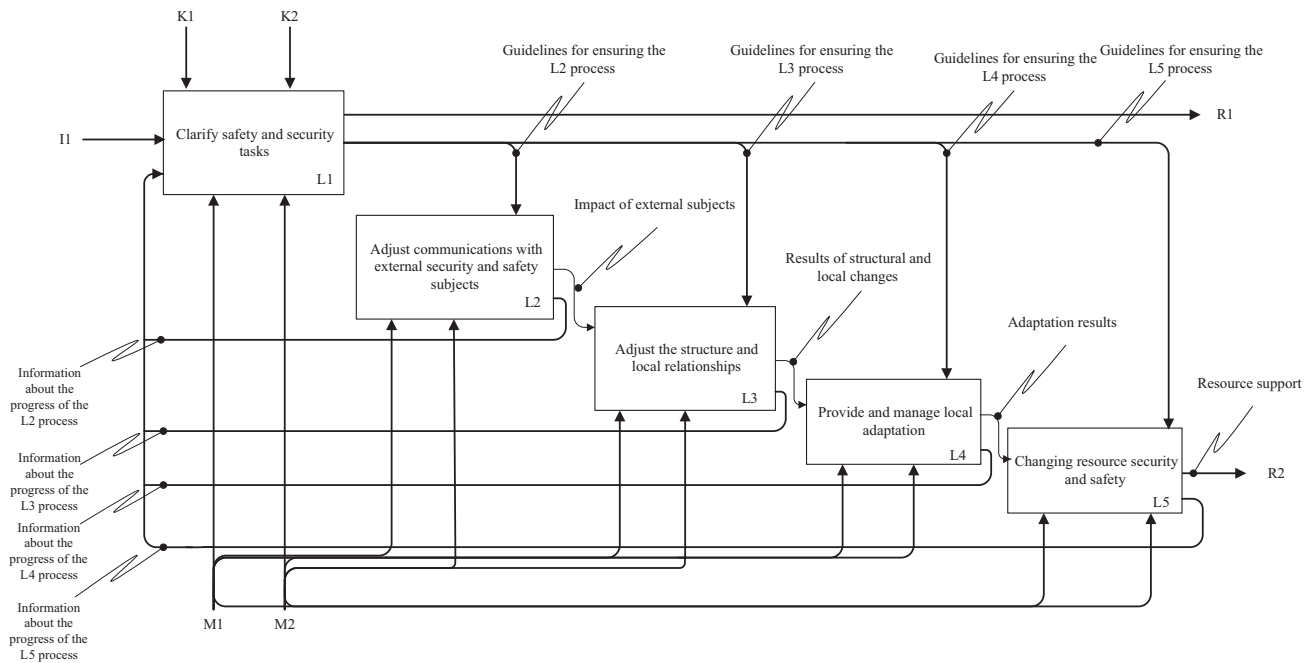 K1
K2
Guidelines for ensuring the
L2 process
Guidelines for ensuring the
L3 process
Guidelines for ensuring the
L4 process
Guidelines for ensuring the
L5 process
I1
Clarify safety and security
tasks
L1
R1
Impact of external subjects
Adjust communications with
external security and safety
subjects
L2
Results of structural and
local changes
Adjust the structure and
local relationships
L3
Adaptation results
Provide and manage local
adaptation
L4
Resource support
Changing resource security
and safety
L5
R2
Information
about the
progress of the
L2 process
Information
about the
progress of the
L3 process
Information
about the
progress of the
L4 process
Information
about the
progress of the
L5 process
M1
M2